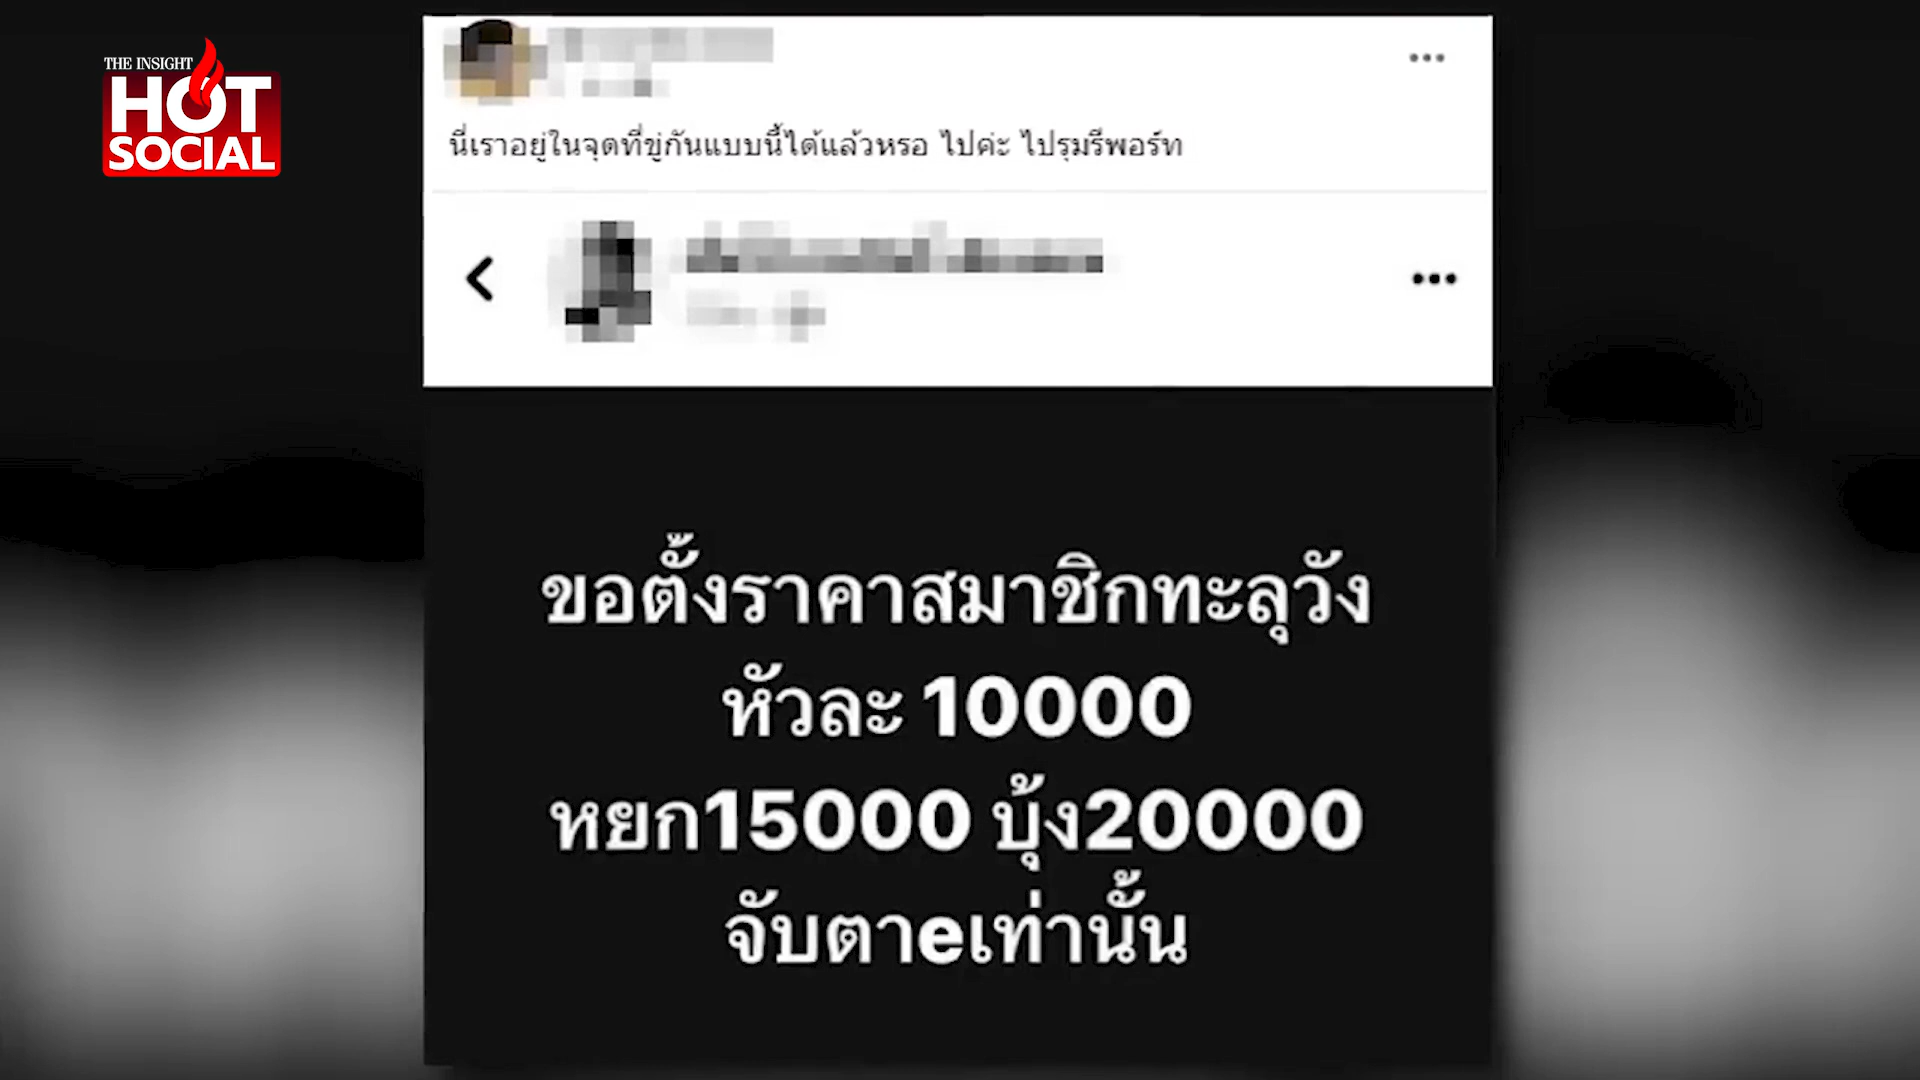 THE INSIGHT
HOT
SOCIAL
นี่เราอยู่ในจุดที่ขู่กันแบบนี้ได้แล้วหรอ ไปค่ะ ไปรุมรีพอร์ท
ขอตั้งราคาสมาชิกทะลุวัง
หัวละ 10000
หยก15000 บุ้ง20000
จับตาeเท่านั้น